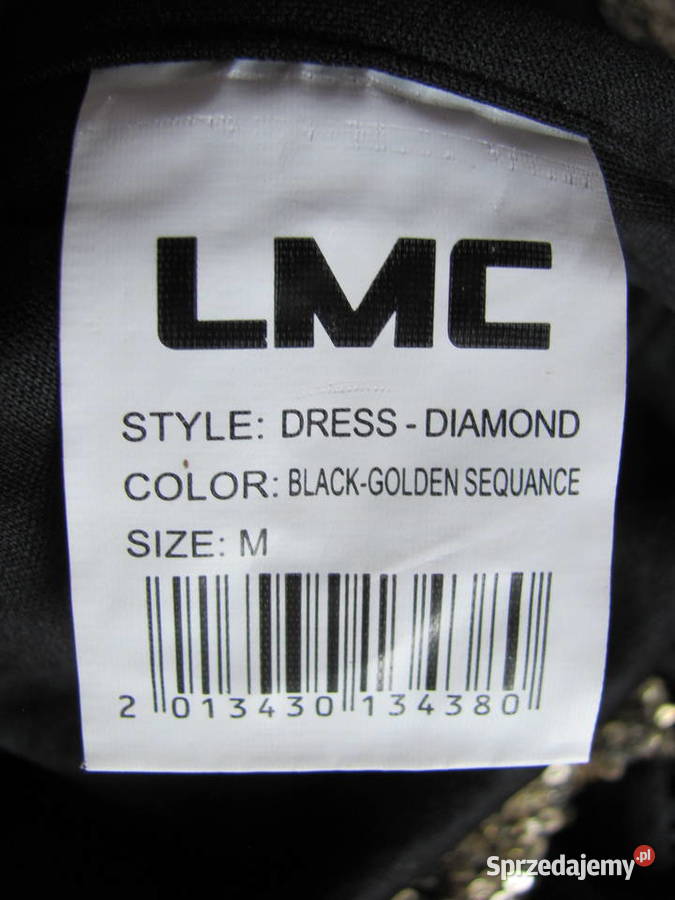 LMC
STYLE: DRESS - DIAMOND
COLOR: BLACK-GOLDEN SEQUANCE
SIZE: M
2 013430 134380
Sprzedajemy.pl